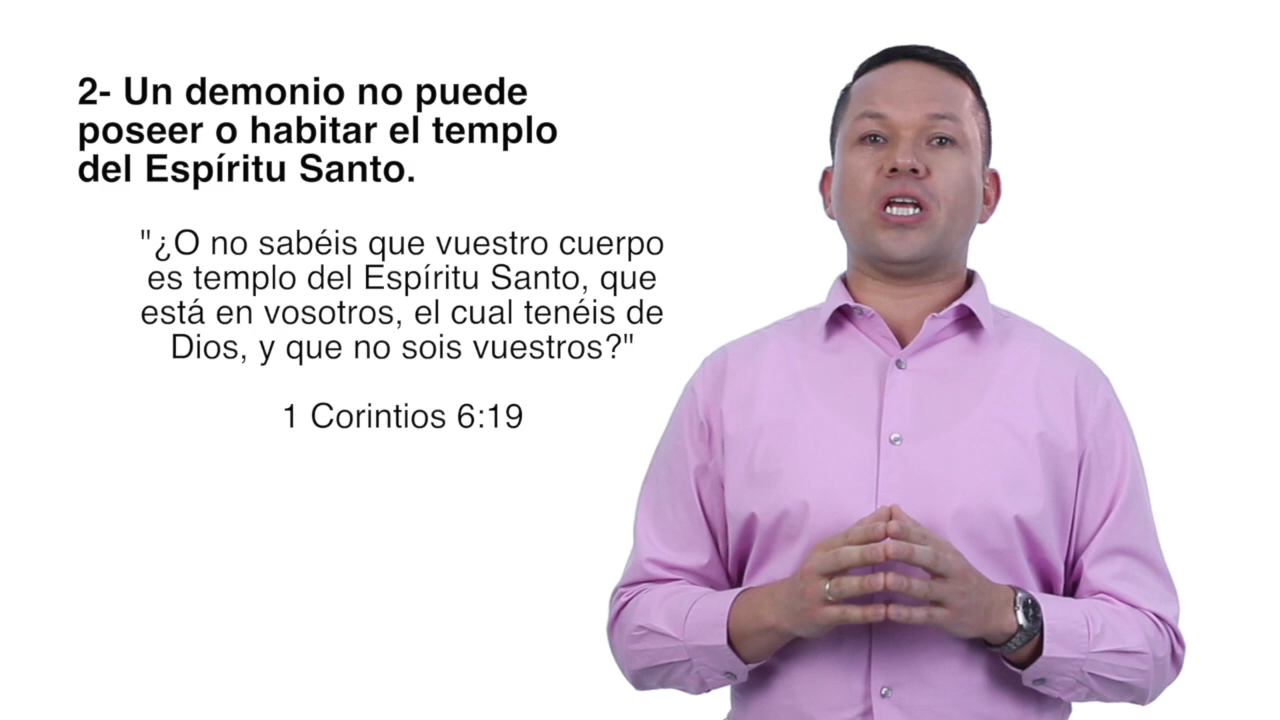 2- Un demonio no puede
poseer o habitar el templo
del Espíritu Santo.
"¿O no sabéis que vuestro cuerpo
es templo del Espíritu Santo, que
está en vosotros, el cual tenéis de
Dios, y que no sois vuestros?"
1 Corintios 6:19